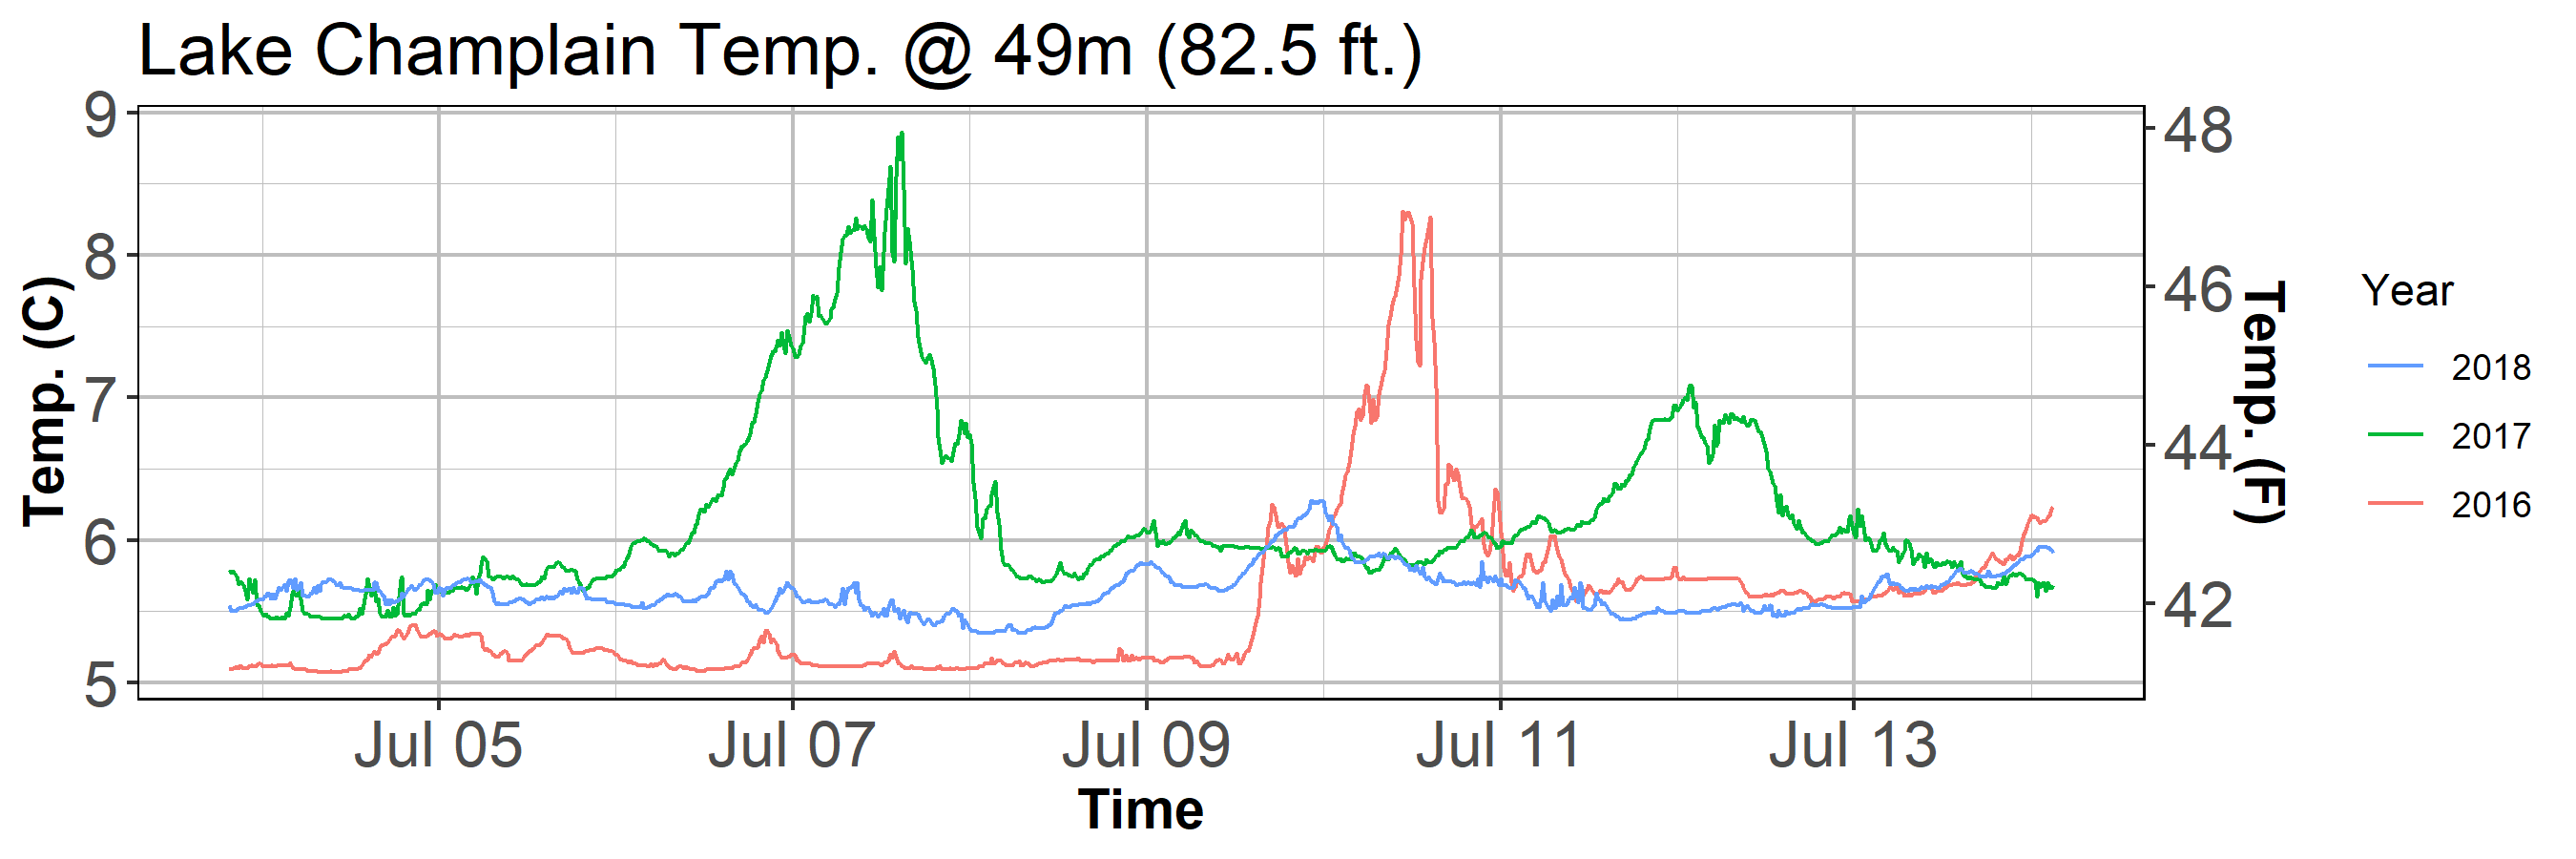 Lake Champlain Temp. @ 49m (82.5 ft.)
9
8
7
6
5
Temp. (C)
48
46
44
42
Temp. (F)
Jul 05
Jul 07
Jul 09
Jul 11
Jul 13
Time
Year
2018
2017
2016